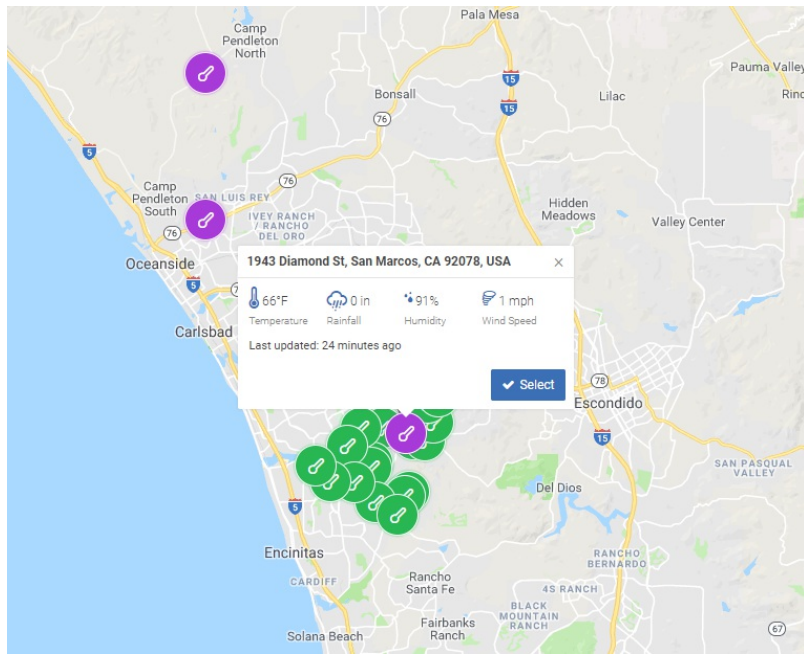 Pala Mesa
Camp
Pendleton
North
15
Pauma Valley
Bonsall
Lilac
15
76
5
76
Camp
Pendleton
South
SAN LUIS REY
IVEY RANCH
/ RANCHO
DEL ORO
Hidden
Meadows
Valley Center
76
Oceanside
5
1943 Diamond St, San Marcos, CA 92078, USA
×
66°F
0 in
91%
1 mph
Temperature
Rainfall
Humidity
Wind Speed
Last updated: 24 minutes ago
Carlsbad
Select
78
Escondido
15
SAN PASQUAL
VALLEY
Del Dios
5
Encinitas
RANCHO
BERNARDO
CARDIFF
Rancho
Santa Fe
4S RANCH
BLACK
MOUNTAIN
RANCH
Fairbanks
Ranch
67
Solana Beach